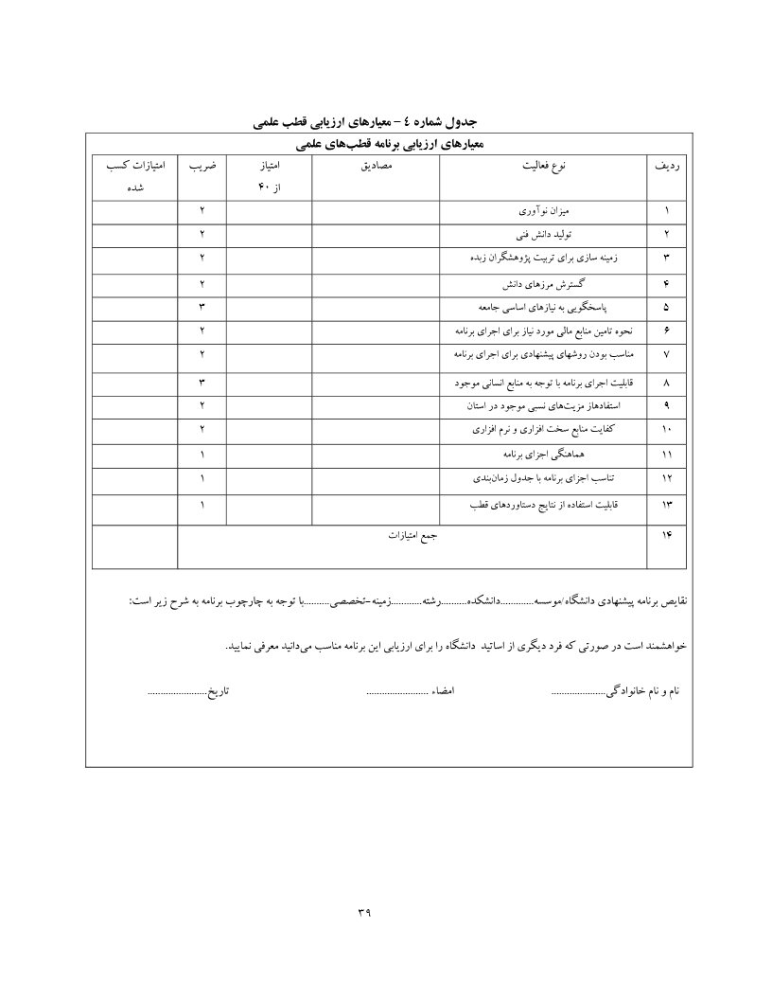 جدول شماره ٤ – معیارهای ارزیابی قطب علمی
معیارهای ارزیابی برنامه قطب‌های علمی
ردیف نوع فعالیت مصادیق امتیاز از ۴۰ ضریب امتیازات کسب شده
۱ میزان نوآوری ۲
۲ تولید دانش فنی ۲
۳ زمینه سازی برای تربیت پژوهشگران زبده ۲
۴ گسترش مرزهای دانش ۲
۵ پاسخگویی به نیازهای اساسی جامعه ۳
۶ نحوه تامین منابع مالی مورد نیاز برای اجرای برنامه ۲
۷ مناسب بودن روشهای پیشنهادی برای اجرای برنامه ۲
۸ قابلیت اجرای برنامه با توجه به منابع انسانی موجود ۳
۹ استفادهاز مزیت‌های نسبی موجود در استان ۲
۱۰ کفایت منابع سخت افزاری و نرم افزاری ۲
۱۱ هماهنگی اجزای برنامه ۱
۱۲ تناسب اجزای برنامه با جدول زمان‌بندی ۱
۱۳ قابلیت استفاده از نتایج دستاوردهای قطب ۱
۱۴ جمع امتیازات
نقایص برنامه پیشنهادی دانشگاه/موسسه.............دانشکده..........رشته............زمینه-تخصصی..........با توجه به چارچوب برنامه به شرح زیر است:
خواهشمند است در صورتی که فرد دیگری از اساتید دانشگاه را برای ارزیابی این برنامه مناسب می‌دانید معرفی نمایید.
نام و نام خانوادگی..................... امضاء ........................ تاریخ.......................
۳۹